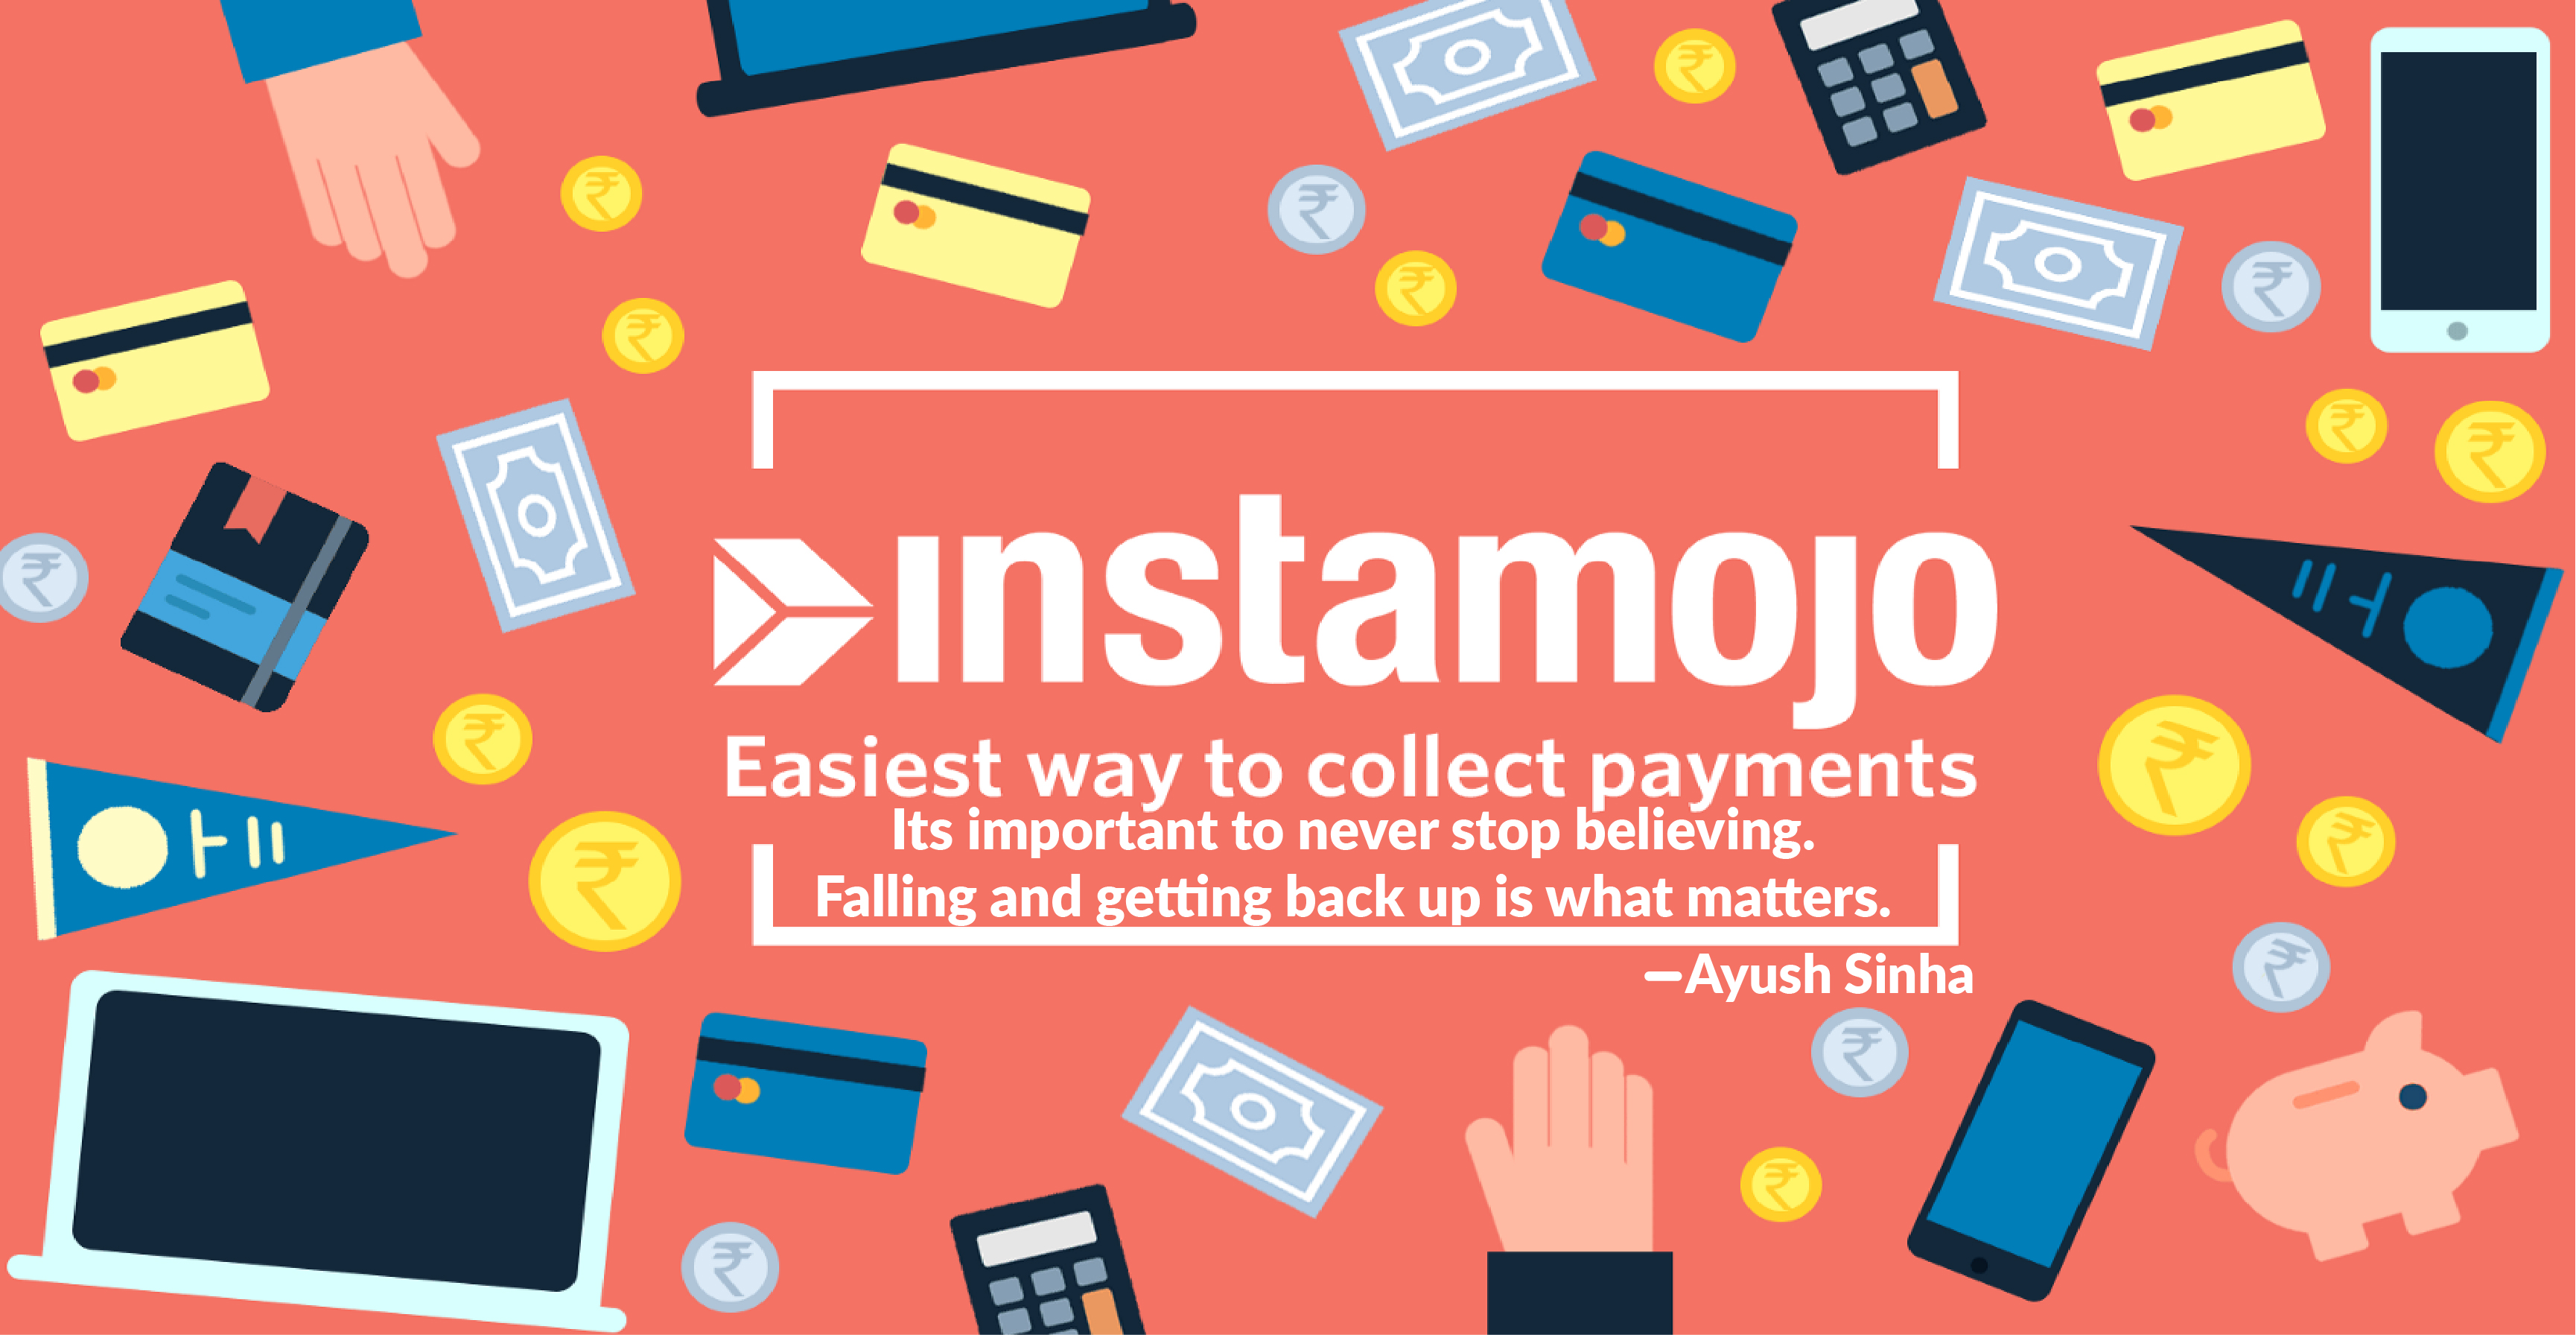 instamojo
Easiest way to collect payments
Its important to never stop believing.
Falling and getting back up is what matters.
—Ayush Sinha